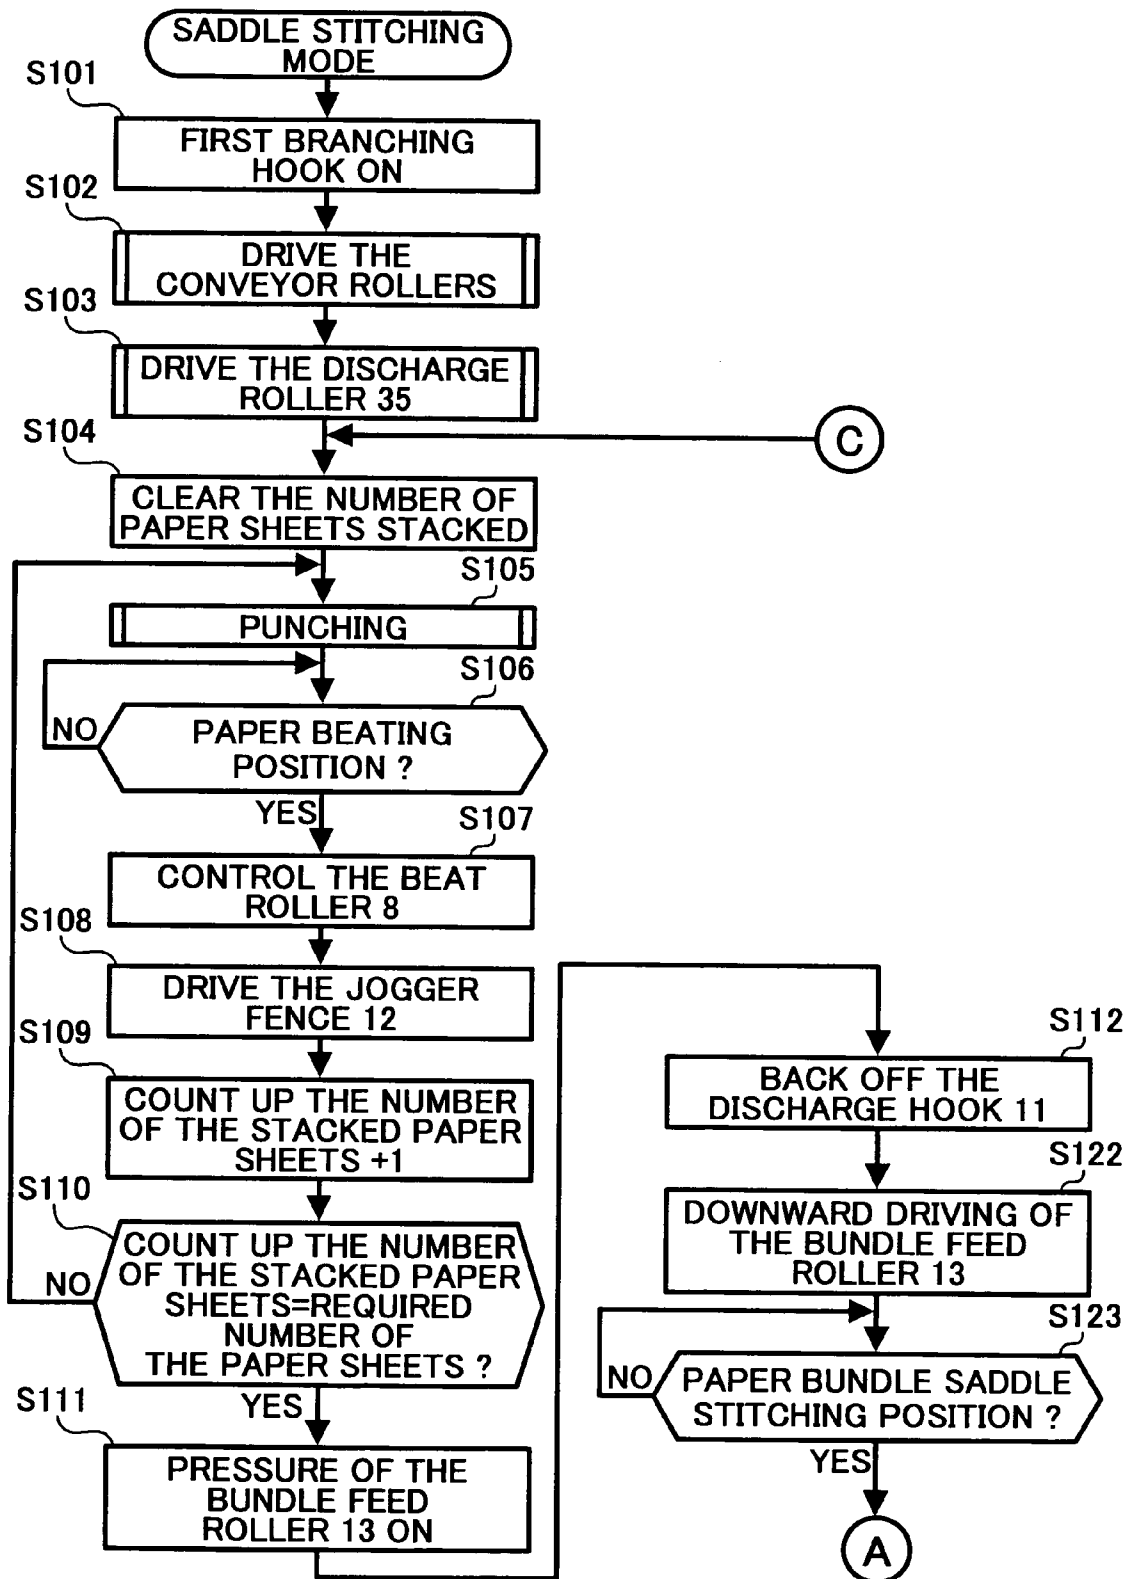 SADDLE STITCHING
MODE
S101
FIRST BRANCHING
HOOK ON
S102
DRIVE THE
CONVEYOR ROLLERS
S103
DRIVE THE DISCHARGE
ROLLER 35
C
S104
CLEAR THE NUMBER OF
PAPER SHEETS STACKED
S105
PUNCHING
S106
NO
PAPER BEATING
POSITION ?
YES
S107
CONTROL THE BEAT
ROLLER 8
S108
DRIVE THE JOGGER
FENCE 12
S109
COUNT UP THE NUMBER
OF THE STACKED PAPER
SHEETS +1
S110
NO
COUNT UP THE NUMBER
OF THE STACKED PAPER
SHEETS=REQUIRED
NUMBER OF
THE PAPER SHEETS ?
YES
S111
PRESSURE OF THE
BUNDLE FEED
ROLLER 13 ON
S112
BACK OFF THE
DISCHARGE HOOK 11
S122
DOWNWARD DRIVING OF
THE BUNDLE FEED
ROLLER 13
S123
NO
PAPER BUNDLE SADDLE
STITCHING POSITION ?
YES
A